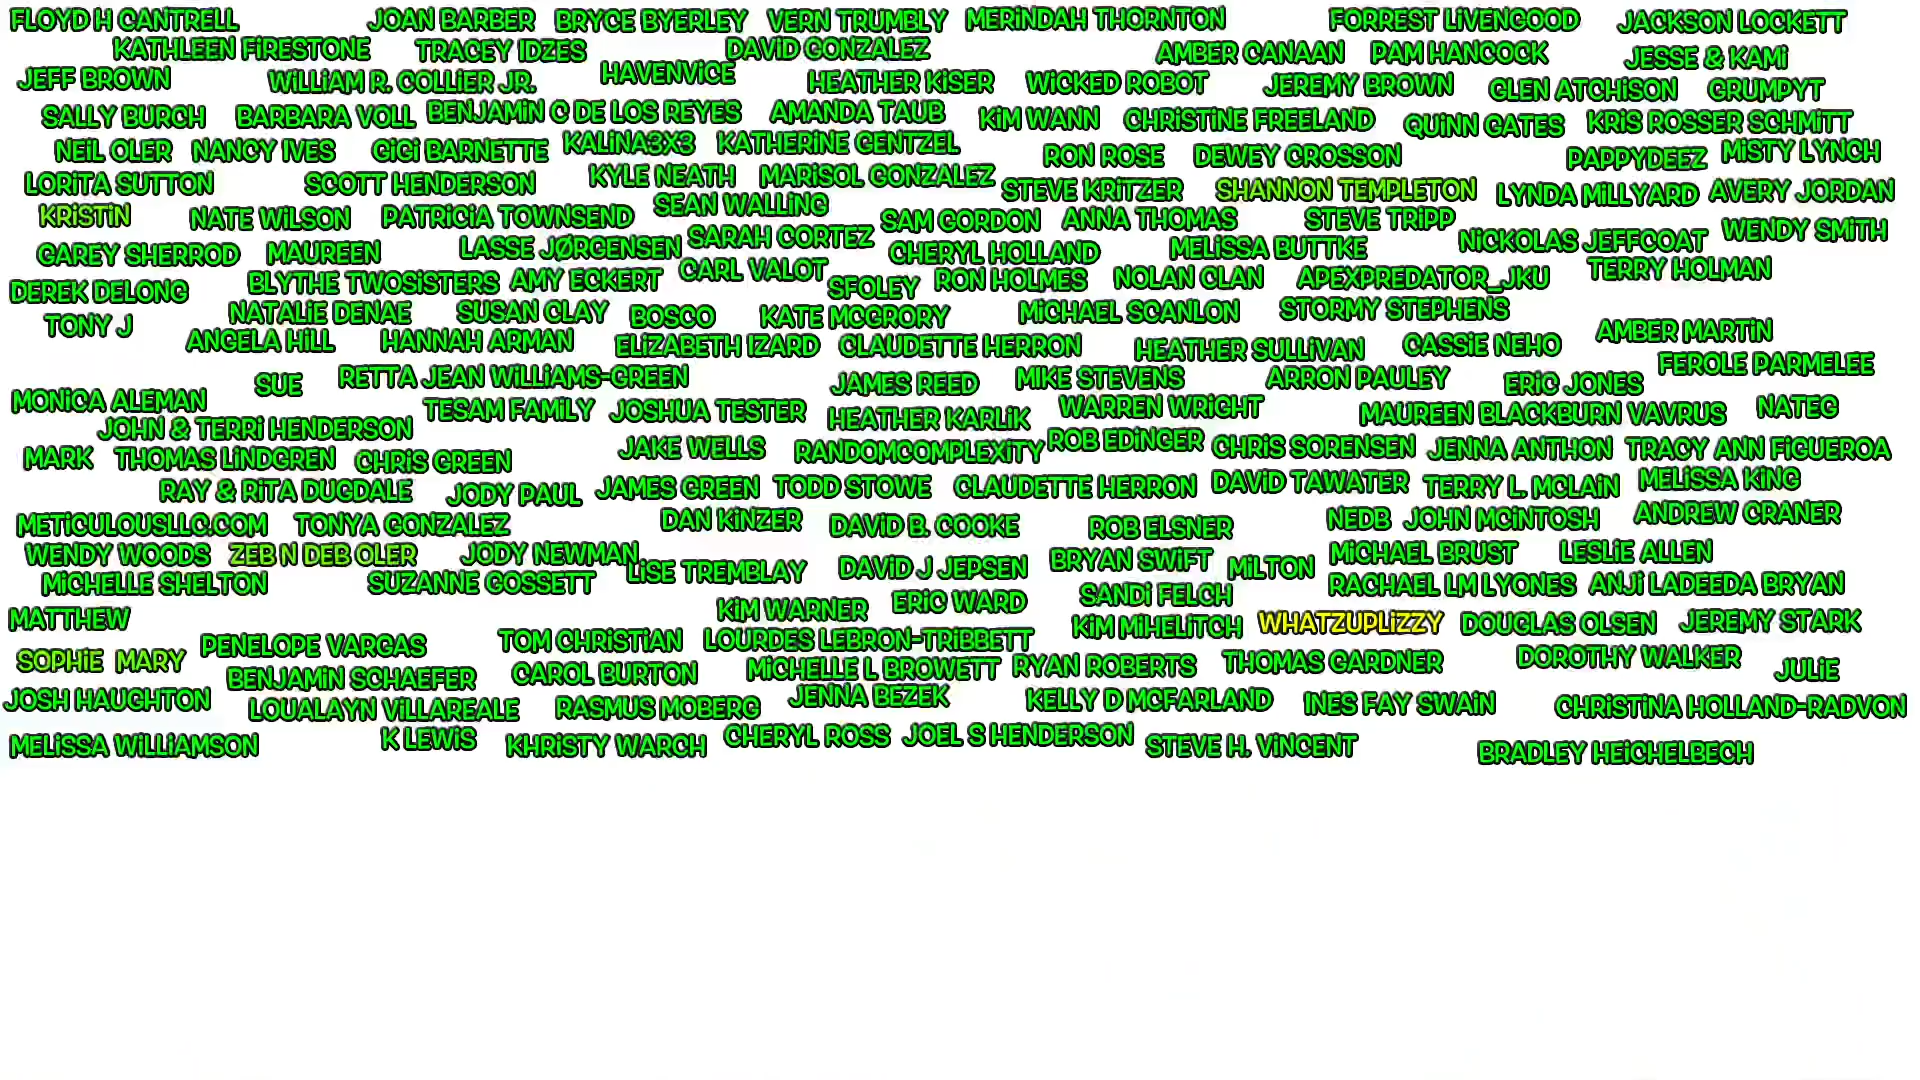 FLOYD H CANTRELL JOAN BARBER BRYCE BYERLEY VERN TRUMBLY MERiNDAH THORNTON FORREST LiVENGOOD JACKSON LOCKETT
KATHLEEN FiRESTONE TRACEY IDZES DAViD GONZALEZ AMBER CANAAN PAM HANCOCK JESSE & KAMi
JEFF BROWN WiLLiAM R. COLLiER JR. HAVENViCE HEATHER KiSER WiCKED ROBOT JEREMY BROWN GLEN ATCHiSON GRUMPYT
SALLY BURCH BARBARA VOLL BENJAMiN C DE LOS REYES AMANDA TAUB KiM WANN CHRiSTiNE FREELAND QUiNN GATES KRiS ROSSER SCHMiTT
NEiL OLER NANCY IVES GiGi BARNETTE KALiNA3X3 KATHERiNE GENTZEL RON ROSE DEWEY CROSSON PAPPYDEEZ MiSTY LYNCH
LORiTA SUTTON SCOTT HENDERSON KYLE NEATH MARiSOL GONZALEZ STEVE KRiTZER SHANNON TEMPLETON LYNDA MiLLYARD AVERY JORDAN
KRiSTiN NATE WiLSON PATRiCiA TOWNSEND SEAN WALLiNG SAM GORDON ANNA THOMAS STEVE TRiPP WENDY SMiTH
GAREY SHERROD MAUREEN LASSE JØRGENSEN SARAH CORTEZ CHERYL HOLLAND MELiSSA BUTTKE NiCKOLAS JEFFCOAT
DEREK DELONG BLYTHE TWOSiSTERS AMY ECKERT CARL VALOT SFOLEY RON HOLMES NOLAN CLAN APEXPREDATOR_JKU TERRY HOLMAN
TONY J NATALiE DENAE SUSAN CLAY BOSCO KATE MCGRORY MiCHAEL SCANLON STORMY STEPHENS AMBER MARTiN
ANGELA HiLL HANNAH ARMAN ELiZABETH IZARD CLAUDETTE HERRON HEATHER SULLiVAN CASSiE NEHO FEROLE PARMELEE
MONiCA ALEMAN SUE RETTA JEAN WiLLiAMS-GREEN JAMES REED MiKE STEVENS ARRON PAULEY ERiC JONES
JOHN & TERRi HENDERSON TESAM FAMiLY JOSHUA TESTER HEATHER KARLiK WARREN WRiGHT MAUREEN BLACKBURN VAVRUS NATEG
MARK THOMAS LiNDGREN CHRiS GREEN JAKE WELLS RANDOMCOMPLEXiTY ROB EDiNGER CHRiS SORENSEN JENNA ANTHON TRACY ANN FiGUEROA
RAY & RiTA DUGDALE JODY PAUL JAMES GREEN TODD STOWE CLAUDETTE HERRON DAViD TAWATER TERRY L. MCLAiN MELiSSA KiNG
METiCULOUSLLC.COM TONYA GONZALEZ DAN KiNZER DAViD B. COOKE ROB ELSNER NEDB JOHN MCiNTOSH ANDREW CRANER
WENDY WOODS ZEB N DEB OLER JODY NEWMAN LiSE TREMBLAY DAViD J JEPSEN BRYAN SWiFT MiLTON MiCHAEL BRUST LESLiE ALLEN
MiCHELLE SHELTON SUZANNE GOSSETT SANDi FELCH RACHAEL LM LYONES ANJi LADEEDA BRYAN
MATTHEW KiM WARNER ERiC WARD KiM MiHELiTCH WHATZUPLiZZY DOUGLAS OLSEN JEREMY STARK
SOPHiE MARY PENELOPE VARGAS TOM CHRiSTiAN LOURDES LEBRON-TRiBBETT
BENJAMiN SCHAEFER CAROL BURTON MiCHELLE L BROWETT RYAN ROBERTS THOMAS GARDNER DOROTHY WALKER JULiE
JOSH HAUGHTON LOUALAYN ViLLAREALE RASMUS MOBERG JENNA BEZEK KELLY D MCFARLAND INES FAY SWAiN CHRiSTiNA HOLLAND-RADVON
MELiSSA WiLLiAMSON K LEWiS KHRiSTY WARCH CHERYL ROSS JOEL S HENDERSON STEVE H. ViNCENT BRADLEY HEiCHELBECH